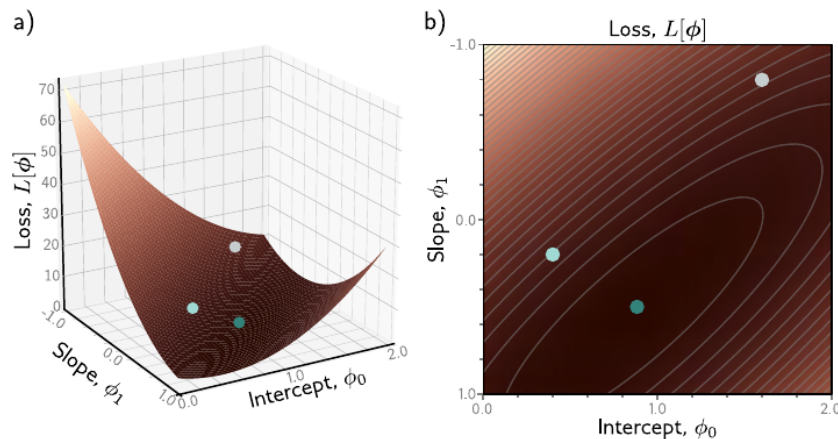 a)
70
60
50
40
30
20
10
0
Loss, L[ϕ]
-1.0
0.0
1.0
Slope, ϕ₁
0.0
1.0
2.0
Intercept, ϕ₀
b)
Loss, L[ϕ]
-1.0
0.0
1.0
Slope, ϕ₁
0.0
1.0
2.0
Intercept, ϕ₀